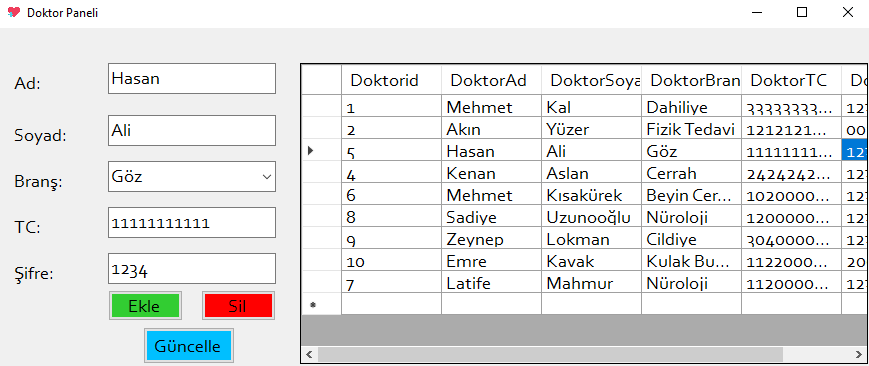 Doktor Paneli
Ad: Hasan
Soyad: Ali
Branş: Göz
TC: 11111111111
Şifre: 1234
Ekle Sil
Güncelle
Doktorid DoktorAd DoktorSoya DoktorBran DoktorTC Do
1 Mehmet Kal Dahiliye 33333333... 12
2 Akın Yüzer Fizik Tedavi 1212121... 00
5 Hasan Ali Göz 11111111... 12
4 Kenan Aslan Cerrah 2424242... 12
6 Mehmet Kısakürek Beyin Cer... 1020000... 12
8 Sadiye Uzunooğlu Nüroloji 1200000... 12
9 Zeynep Lokman Cildiye 3040000... 12
10 Emre Kavak Kulak Bu... 1122000... 20
7 Latife Mahmur Nüroloji 1120000... 12